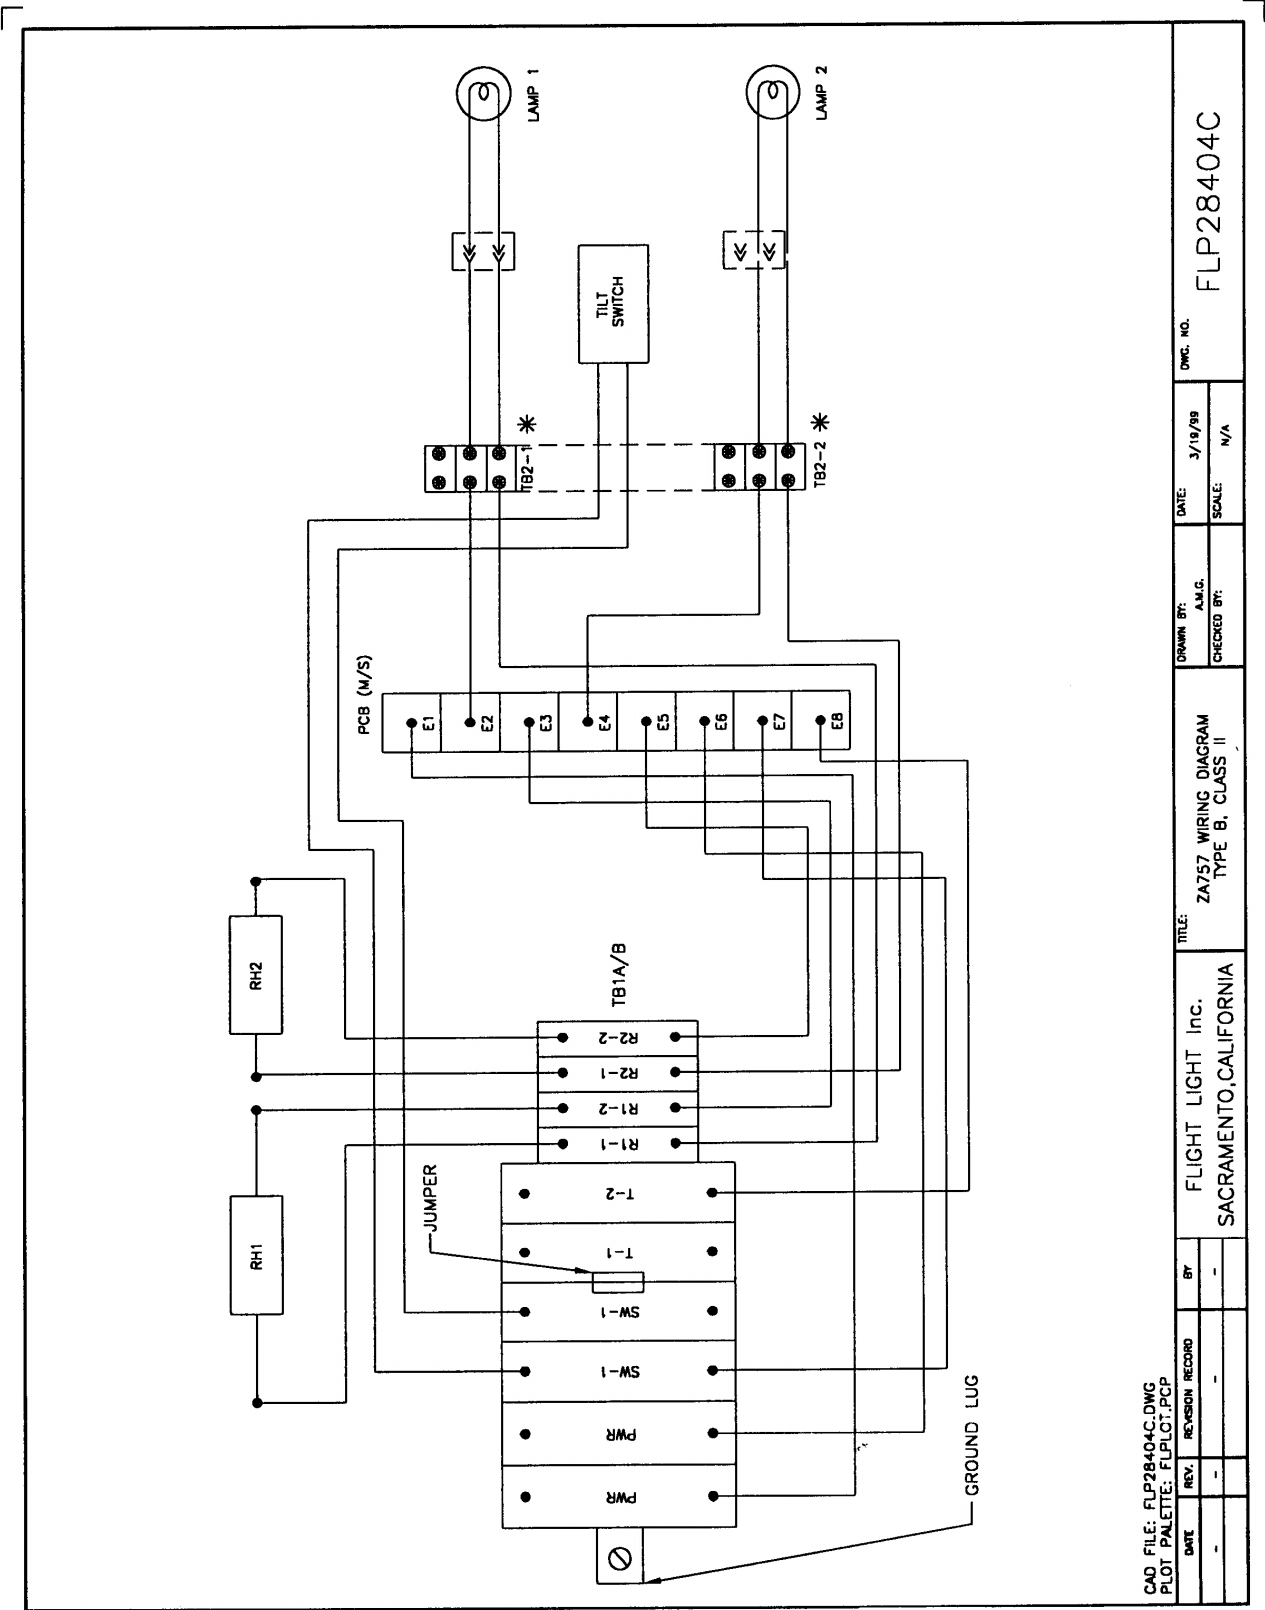 LAMP 1
LAMP 2
TILT
SWITCH
TB2-1 *
TB2-2 *
PCB (M/S)
E1
E2
E3
E4
E5
E6
E7
E8
RH2
RH1
TB1A/B
R2-2
R2-1
R1-2
R1-1
JUMPER
T-2
T-1
SW-1
SW-1
PWR
PWR
GROUND LUG
CAD FILE: FLP28404C.DWG
PLOT PALETTE: FLPLOT.PCP
DATE
REV.
REVISION RECORD
BY
-
-
-
-
FLIGHT LIGHT Inc.
SACRAMENTO,CALIFORNIA
TITLE:
ZA757 WIRING DIAGRAM
TYPE B, CLASS II
DRAWN BY:
A.M.G.
CHECKED BY:
DATE:
3/19/99
SCALE:
N/A
DWG. NO.
FLP28404C